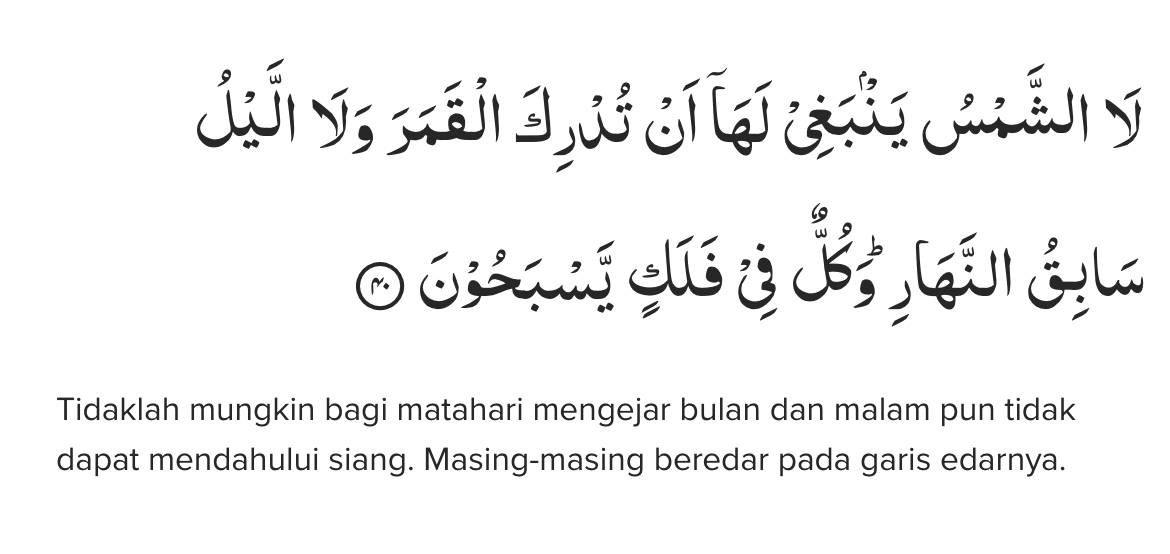 لَا الشَّمْسُ يَنْۢبَغِيْ لَهَآ اَنْ تُدْرِكَ الْقَمَرَ وَلَا الَّيْلُ
سَابِقُ النَّهَارِ ۗوَكُلٌّ فِيْ فَلَكٍ يَّسْبَحُوْنَ ۝٤٠
Tidaklah mungkin bagi matahari mengejar bulan dan malam pun tidak
dapat mendahului siang. Masing-masing beredar pada garis edarnya.